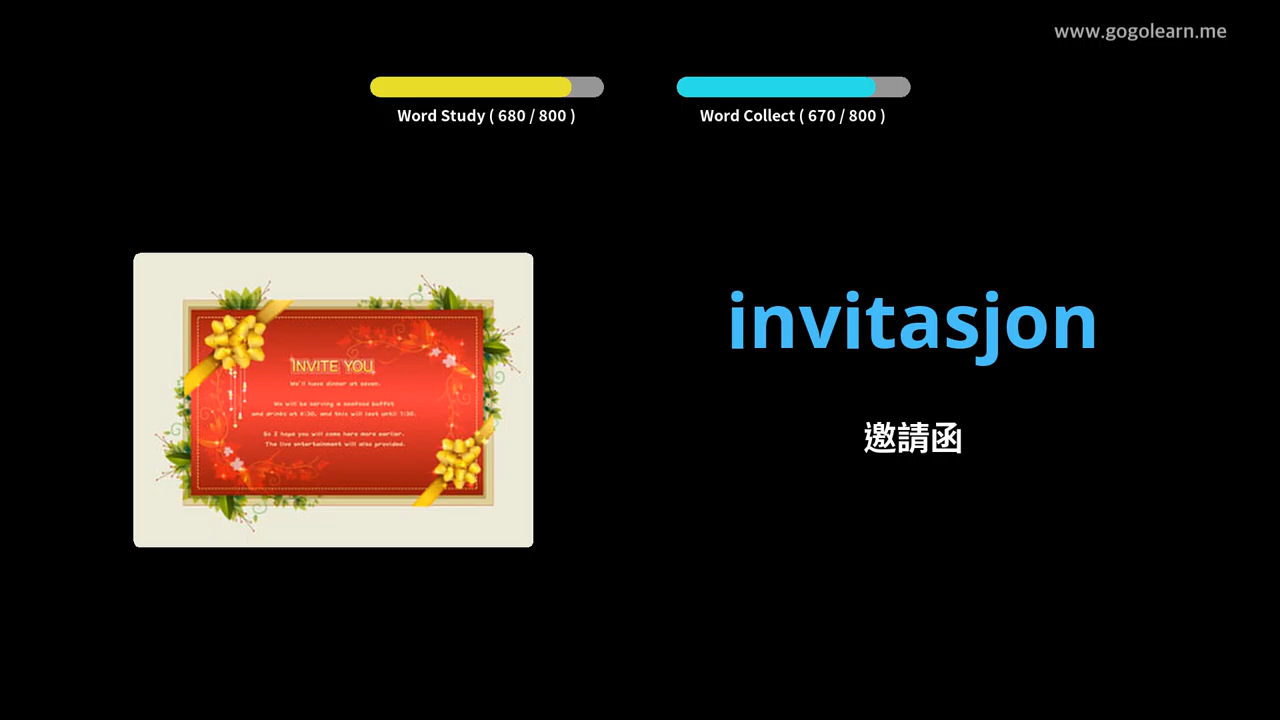 www.gogolearn.me
Word Study ( 680 / 800 )
Word Collect ( 670 / 800 )
INVITE YOU
We'll have dinner at seven.
We will be serving a seafood buffet
and drinks at 6:30, and this will last until 7:30.
So I hope you will come here more earlier.
The live entertainment will also provided.
invitasjon
邀請函